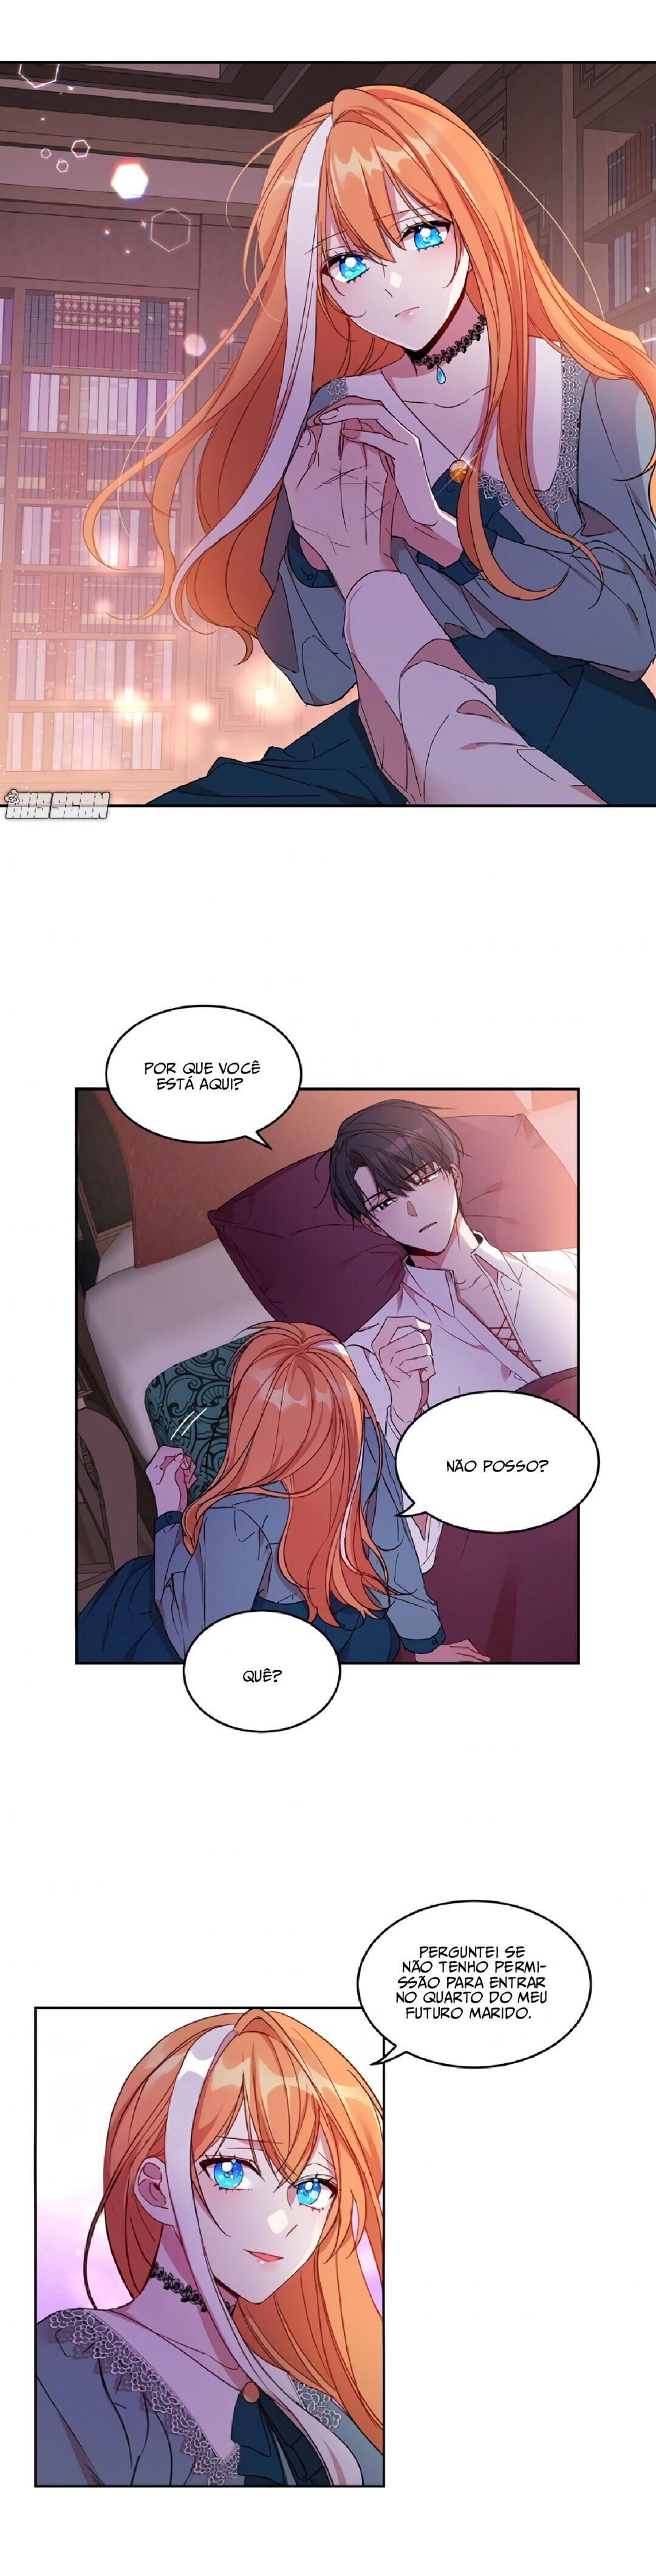 MISSCAN
POR QUE VOCÊ
ESTÁ AQUI?
NÃO POSSO?
QUÊ?
PERGUNTEI SE
NÃO TENHO PERMI-
SSÃO PARA ENTRAR
NO QUARTO DO MEU
FUTURO MARIDO.